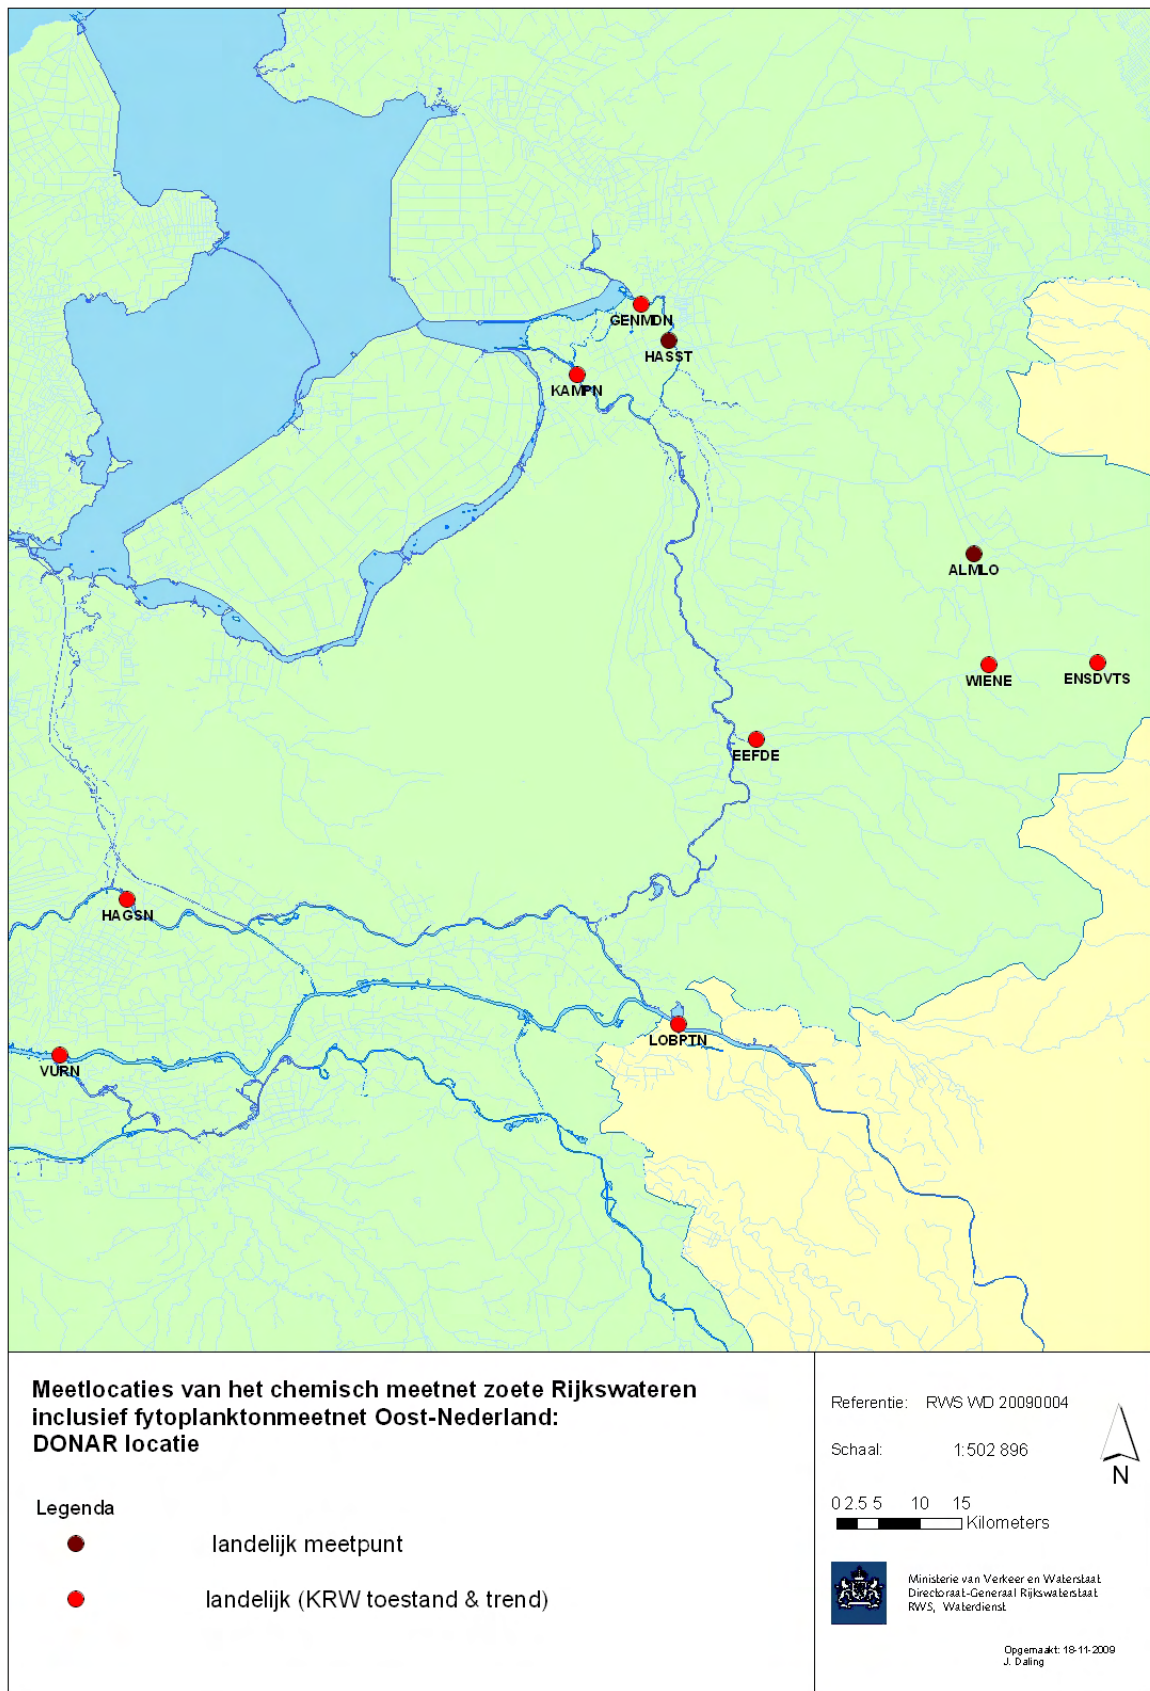 GENMDN
HASST
KAMPN
ALMLO
WIENE
ENSDVTS
EEFDE
HAGSN
LOBPTN
VURN
Meetlocaties van het chemisch meetnet zoete Rijkswateren
inclusief fytoplanktonmeetnet Oost-Nederland:
DONAR locatie
Legenda
landelijk meetpunt
landelijk (KRW toestand & trend)
Referentie: RWS WD 20090004
Schaal: 1:502 896
N
0 2.5 5 10 15
Kilometers
Ministerie van Verkeer en Waterstaat
Directoraat-Generaal Rijkswaterstaat
RWS, Waterdienst
Opgemaakt: 18-11-2009
J. Daling